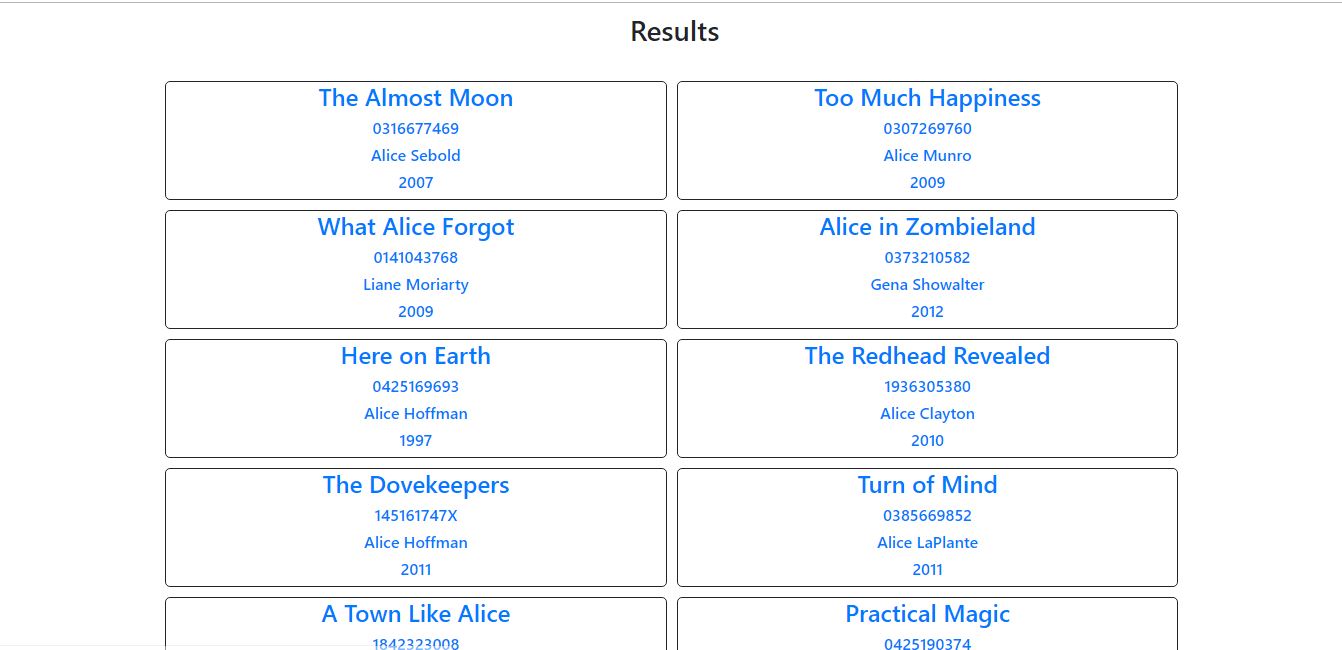 Results
The Almost Moon
0316677469
Alice Sebold
2007
Too Much Happiness
0307269760
Alice Munro
2009
What Alice Forgot
0141043768
Liane Moriarty
2009
Alice in Zombieland
0373210582
Gena Showalter
2012
Here on Earth
0425169693
Alice Hoffman
1997
The Redhead Revealed
1936305380
Alice Clayton
2010
The Dovekeepers
145161747X
Alice Hoffman
2011
Turn of Mind
0385669852
Alice LaPlante
2011
A Town Like Alice
1842323008
Practical Magic
0425190374